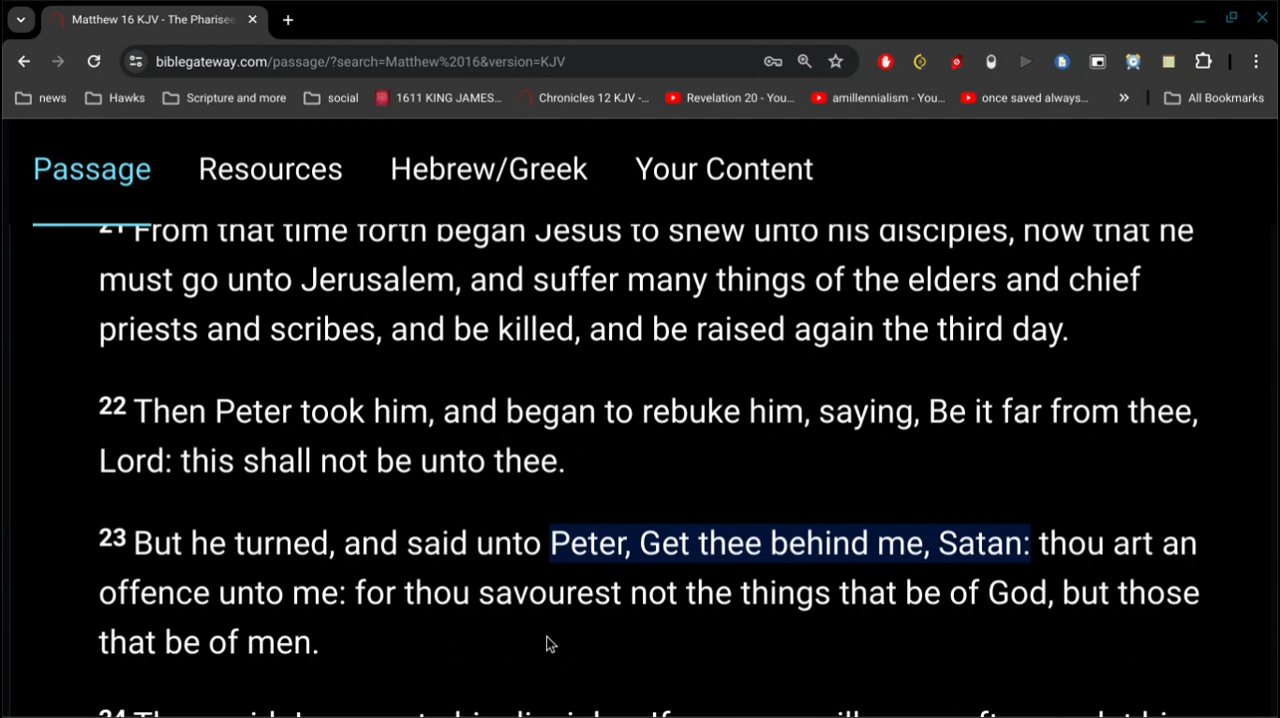 Matthew 16 KJV - The Pharisee
biblegateway.com/passage/?search=Matthew%2016&version=KJV
news Hawks Scripture and more social 1611 KING JAMES... Chronicles 12 KJV -... Revelation 20 - You... amillennialism - You... once saved always... » All Bookmarks
Passage Resources Hebrew/Greek Your Content
21 From that time forth began Jesus to shew unto his disciples, how that he
must go unto Jerusalem, and suffer many things of the elders and chief
priests and scribes, and be killed, and be raised again the third day.
22 Then Peter took him, and began to rebuke him, saying, Be it far from thee,
Lord: this shall not be unto thee.
23 But he turned, and said unto Peter, Get thee behind me, Satan: thou art an
offence unto me: for thou savourest not the things that be of God, but those
that be of men.